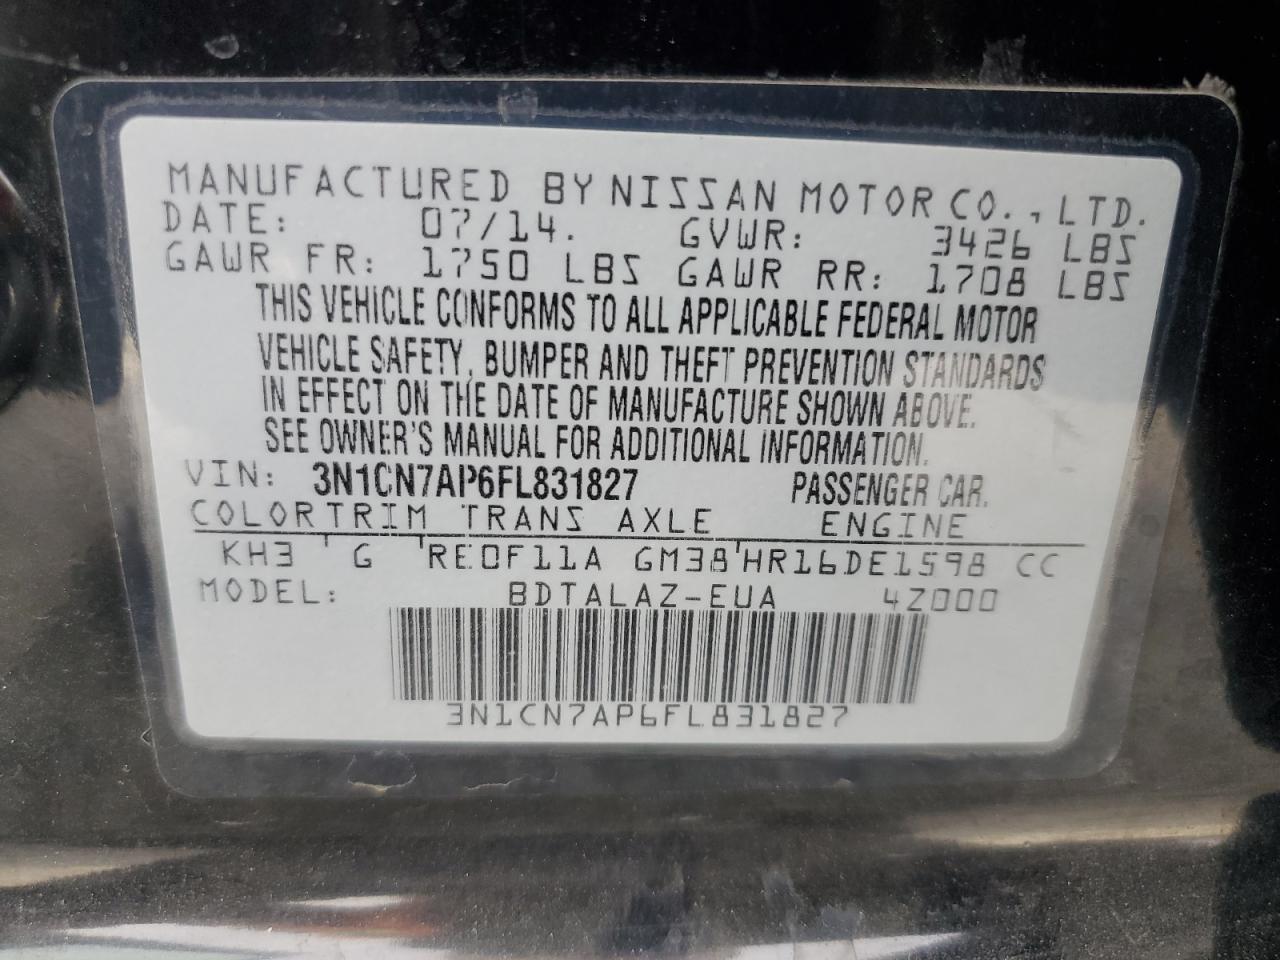 MANUFACTURED BY NISSAN MOTOR CO., LTD.
DATE: 07/14. GVWR: 3426 LBS
GAWR FR: 1750 LBS GAWR RR: 1708 LBS
THIS VEHICLE CONFORMS TO ALL APPLICABLE FEDERAL MOTOR
VEHICLE SAFETY, BUMPER AND THEFT PREVENTION STANDARDS
IN EFFECT ON THE DATE OF MANUFACTURE SHOWN ABOVE.
SEE OWNER'S MANUAL FOR ADDITIONAL INFORMATION.
VIN: 3N1CN7AP6FL831827 PASSENGER CAR.
COLOR TRIM TRANS AXLE ENGINE
KH3 ' G ' RE0F11A GM38 ' HR16DE1598 CC
MODEL: BDTALAZ-EUA 4Z000
3N1CN7AP6FL831827